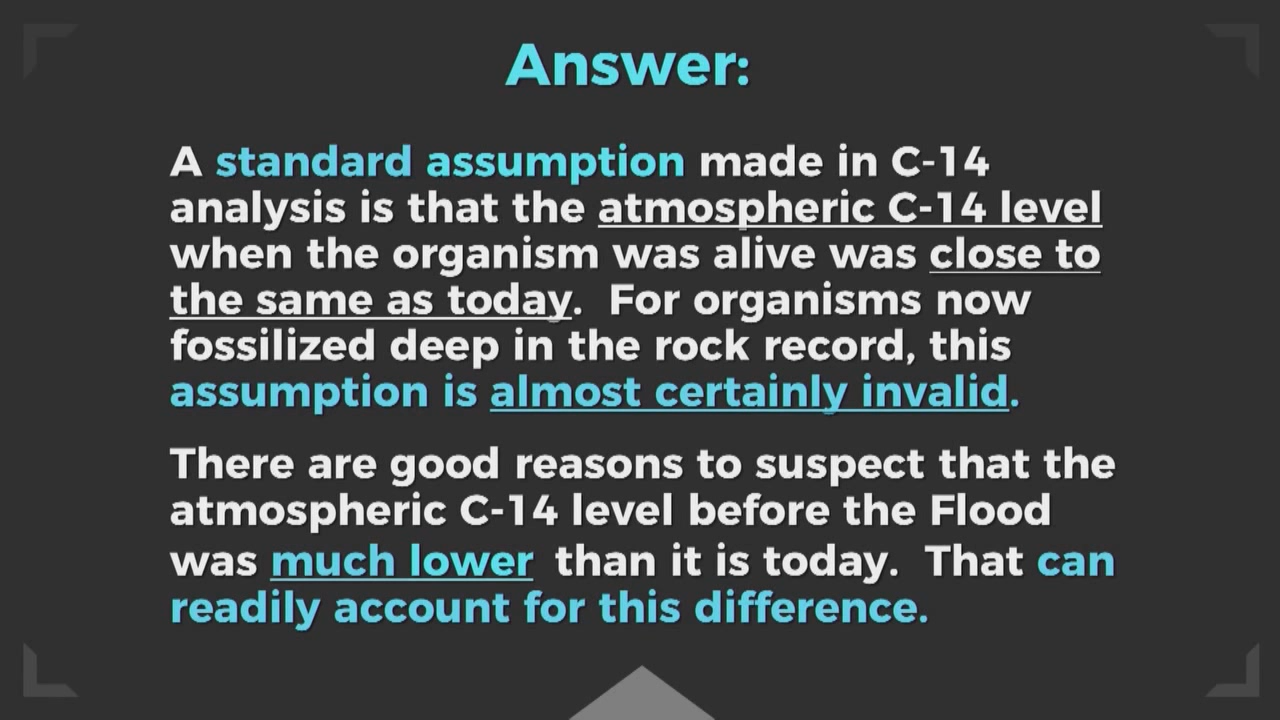 Answer:
A standard assumption made in C-14
analysis is that the atmospheric C-14 level
when the organism was alive was close to
the same as today.  For organisms now
fossilized deep in the rock record, this
assumption is almost certainly invalid.
There are good reasons to suspect that the
atmospheric C-14 level before the Flood
was much lower  than it is today.  That can
readily account for this difference.